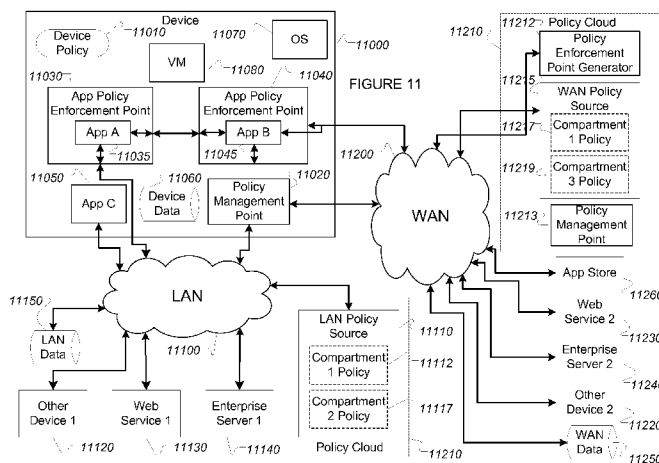 Device
11010
Device
Policy
11070
OS
11000
VM
11080
11030
11040
FIGURE 11
App Policy
Enforcement Point
App A
11035
App Policy
Enforcement Point
App B
11045
11050
App C
11060
Device
Data
11020
Policy
Management
Point
11200
WAN
11210
11212
Policy Cloud
Policy
Enforcement
Point Generator
11215
WAN Policy
Source
11217
Compartment
1 Policy
11219
Compartment
3 Policy
Policy
Management
Point
11213
App Store
11260
Web
Service 2
11230
Enterprise
Server 2
11240
Other
Device 2
11220
WAN
Data
11250
LAN
11100
11150
LAN
Data
LAN Policy
Source
11110
Compartment
1 Policy
11112
Compartment
2 Policy
11117
Policy Cloud
11210
Other
Device 1
11120
Web
Service 1
11130
Enterprise
Server 1
11140